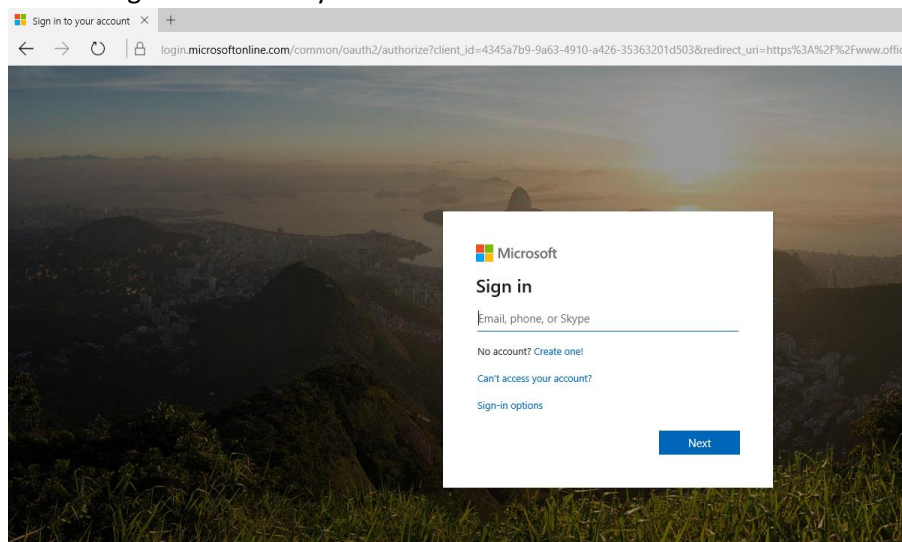 Sign in to your account
login.microsoftonline.com/common/oauth2/authorize?client_id=4345a7b9-9a63-4910-a426-35363201d503&redirect_uri=https%3A%2F%2Fwww.offic
Microsoft
Sign in
Email, phone, or Skype
No account? Create one!
Can't access your account?
Sign-in options
Next